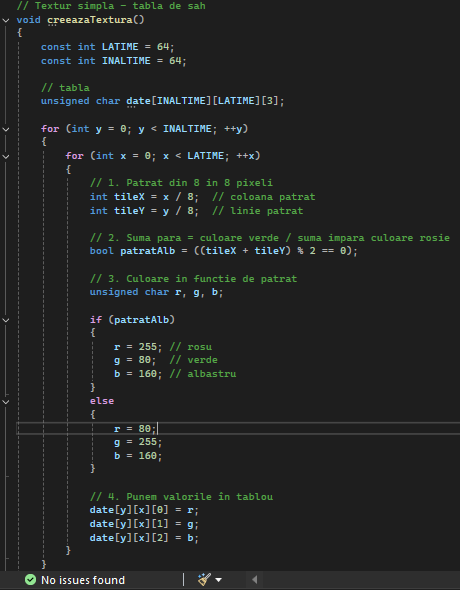 // Textur simpla - tabla de sah
void creeazaTextura()
{
    const int LATIME = 64;
    const int INALTIME = 64;

    // tabla
    unsigned char date[INALTIME][LATIME][3];

    for (int y = 0; y < INALTIME; ++y)
    {
        for (int x = 0; x < LATIME; ++x)
        {
            // 1. Patrat din 8 in 8 pixeli
            int tileX = x / 8;  // coloana patrat
            int tileY = y / 8;  // linie patrat

            // 2. Suma para = culoare verde / suma impara culoare rosie
            bool patratAlb = ((tileX + tileY) % 2 == 0);

            // 3. Culoare in functie de patrat
            unsigned char r, g, b;

            if (patratAlb)
            {
                r = 255; // rosu
                g = 80;  // verde
                b = 160; // albastru
            }
            else
            {
                r = 80;
                g = 255;
                b = 160;
            }

            // 4. Punem valorile in tablou
            date[y][x][0] = r;
            date[y][x][1] = g;
            date[y][x][2] = b;
        }
    }
No issues found